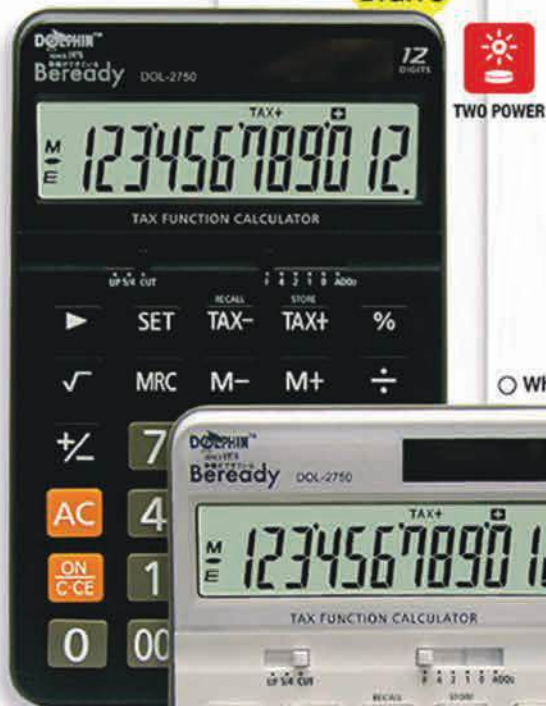 TWO POWER
DOLPHIN™
since 1975
Beready DOL-2750
12
DIGITS
TAX+
M
E
123456789012.
TAX FUNCTION CALCULATOR
UP 5/4 CUT
F 4 2 1 0 ADD₂
RECALL STORE
SET TAX− TAX+ %
√ MRC M− M+ ÷
+/− 7
AC 4
ON
C·CE 1
0 00
DOLPHIN™
since 1975
Beready DOL-2750
TAX+
M
E
12345678901
TAX FUNCTION CALCULATOR
UP 5/4 CUT
F 4 2 1 0 ADD₂
RECALL STORE